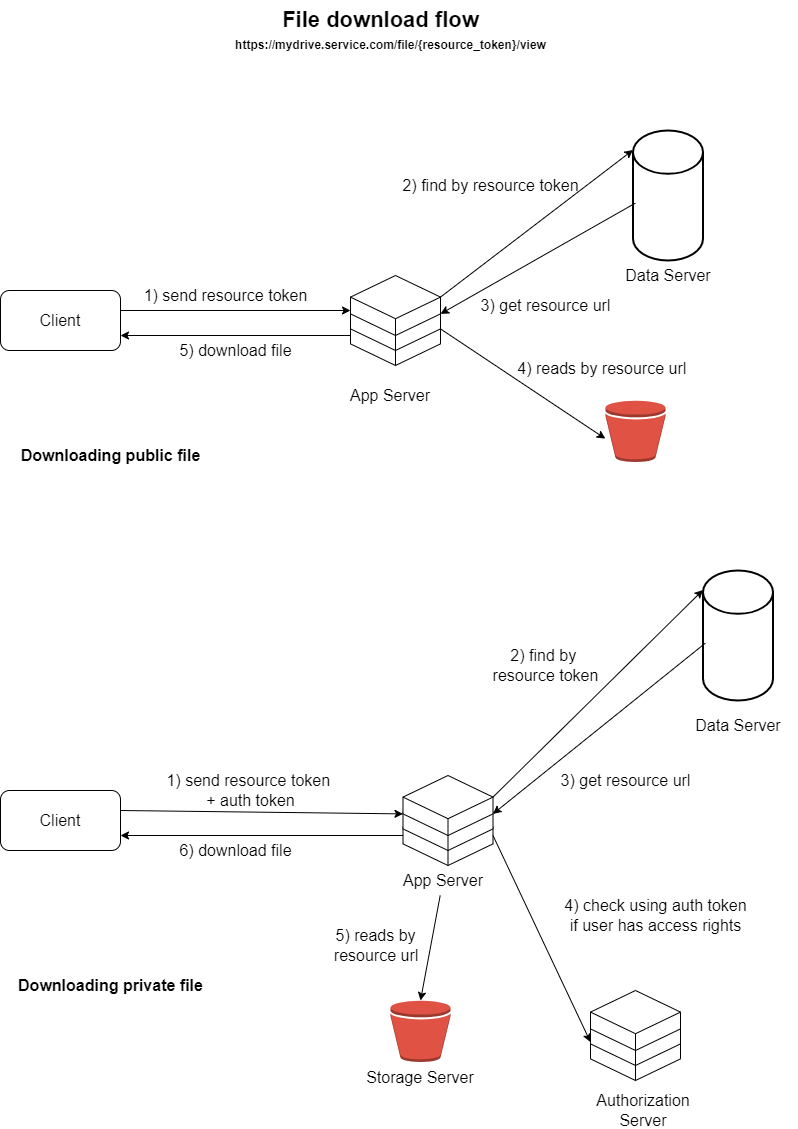 File download flow
https://mydrive.service.com/file/{resource_token}/view
2) find by resource token
Data Server
1) send resource token
3) get resource url
Client
5) download file
4) reads by resource url
App Server
Downloading public file
2) find by
resource token
Data Server
1) send resource token
+ auth token
3) get resource url
Client
6) download file
App Server
4) check using auth token
if user has access rights
5) reads by
resource url
Downloading private file
Storage Server
Authorization
Server